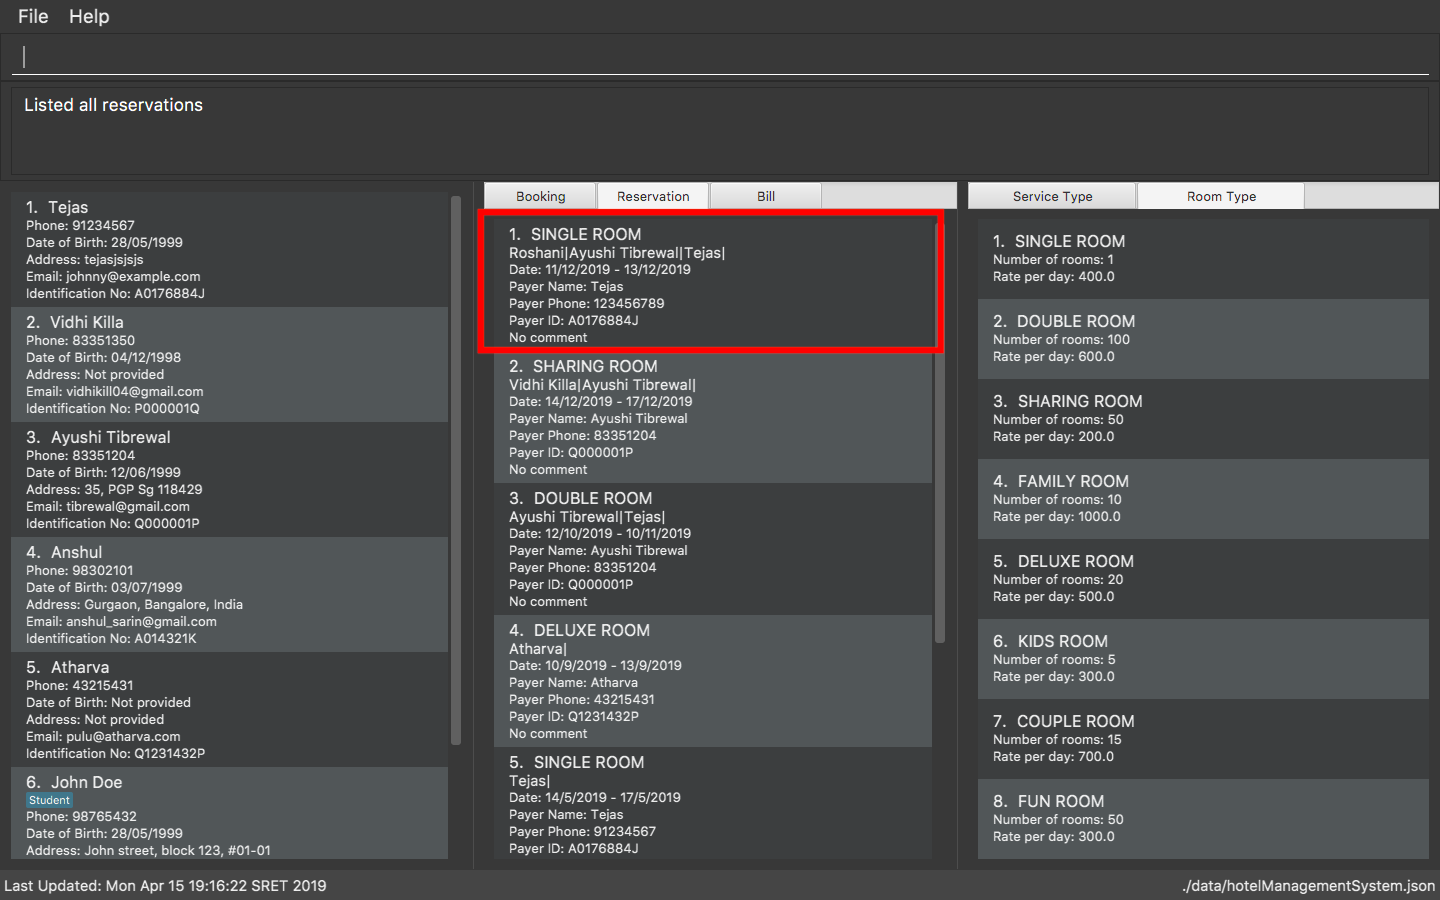 File Help
Listed all reservations
1. Tejas
Phone: 91234567
Date of Birth: 28/05/1999
Address: tejasjsjsjs
Email: johnny@example.com
Identification No: A0176884J
2. Vidhi Killa
Phone: 83351350
Date of Birth: 04/12/1998
Address: Not provided
Email: vidhikill04@gmail.com
Identification No: P000001Q
3. Ayushi Tibrewal
Phone: 83351204
Date of Birth: 12/06/1999
Address: 35, PGP Sg 118429
Email: tibrewal@gmail.com
Identification No: Q000001P
4. Anshul
Phone: 98302101
Date of Birth: 03/07/1999
Address: Gurgaon, Bangalore, India
Email: anshul_sarin@gmail.com
Identification No: A014321K
5. Atharva
Phone: 43215431
Date of Birth: Not provided
Address: Not provided
Email: pulu@atharva.com
Identification No: Q1231432P
6. John Doe
Student
Phone: 98765432
Date of Birth: 28/05/1999
Address: John street, block 123, #01-01
Booking Reservation Bill
1. SINGLE ROOM
Roshani|Ayushi Tibrewal|Tejas|
Date: 11/12/2019 - 13/12/2019
Payer Name: Tejas
Payer Phone: 123456789
Payer ID: A0176884J
No comment
2. SHARING ROOM
Vidhi Killa|Ayushi Tibrewal|
Date: 14/12/2019 - 17/12/2019
Payer Name: Ayushi Tibrewal
Payer Phone: 83351204
Payer ID: Q000001P
No comment
3. DOUBLE ROOM
Ayushi Tibrewal|Tejas|
Date: 12/10/2019 - 10/11/2019
Payer Name: Ayushi Tibrewal
Payer Phone: 83351204
Payer ID: Q000001P
No comment
4. DELUXE ROOM
Atharva|
Date: 10/9/2019 - 13/9/2019
Payer Name: Atharva
Payer Phone: 43215431
Payer ID: Q1231432P
No comment
5. SINGLE ROOM
Tejas|
Date: 14/5/2019 - 17/5/2019
Payer Name: Tejas
Payer Phone: 91234567
Payer ID: A0176884J
Service Type Room Type
1. SINGLE ROOM
Number of rooms: 1
Rate per day: 400.0
2. DOUBLE ROOM
Number of rooms: 100
Rate per day: 600.0
3. SHARING ROOM
Number of rooms: 50
Rate per day: 200.0
4. FAMILY ROOM
Number of rooms: 10
Rate per day: 1000.0
5. DELUXE ROOM
Number of rooms: 20
Rate per day: 500.0
6. KIDS ROOM
Number of rooms: 5
Rate per day: 300.0
7. COUPLE ROOM
Number of rooms: 15
Rate per day: 700.0
8. FUN ROOM
Number of rooms: 50
Rate per day: 300.0
Last Updated: Mon Apr 15 19:16:22 SRET 2019
./data/hotelManagementSystem.json